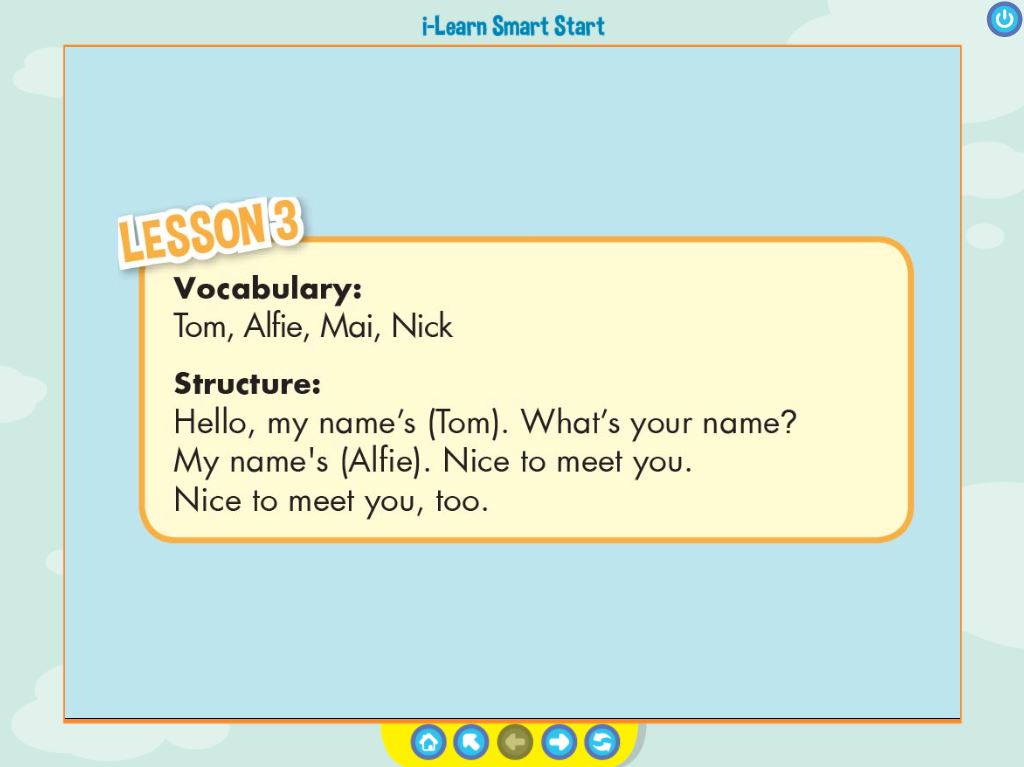 i-Learn Smart Start
LESSON 3
Vocabulary:
Tom, Alfie, Mai, Nick
Structure:
Hello, my name’s (Tom). What’s your name?
My name's (Alfie). Nice to meet you.
Nice to meet you, too.